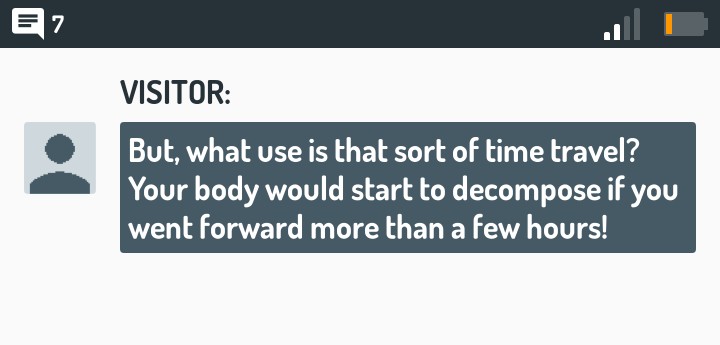 7
VISITOR:
But, what use is that sort of time travel?
Your body would start to decompose if you
went forward more than a few hours!